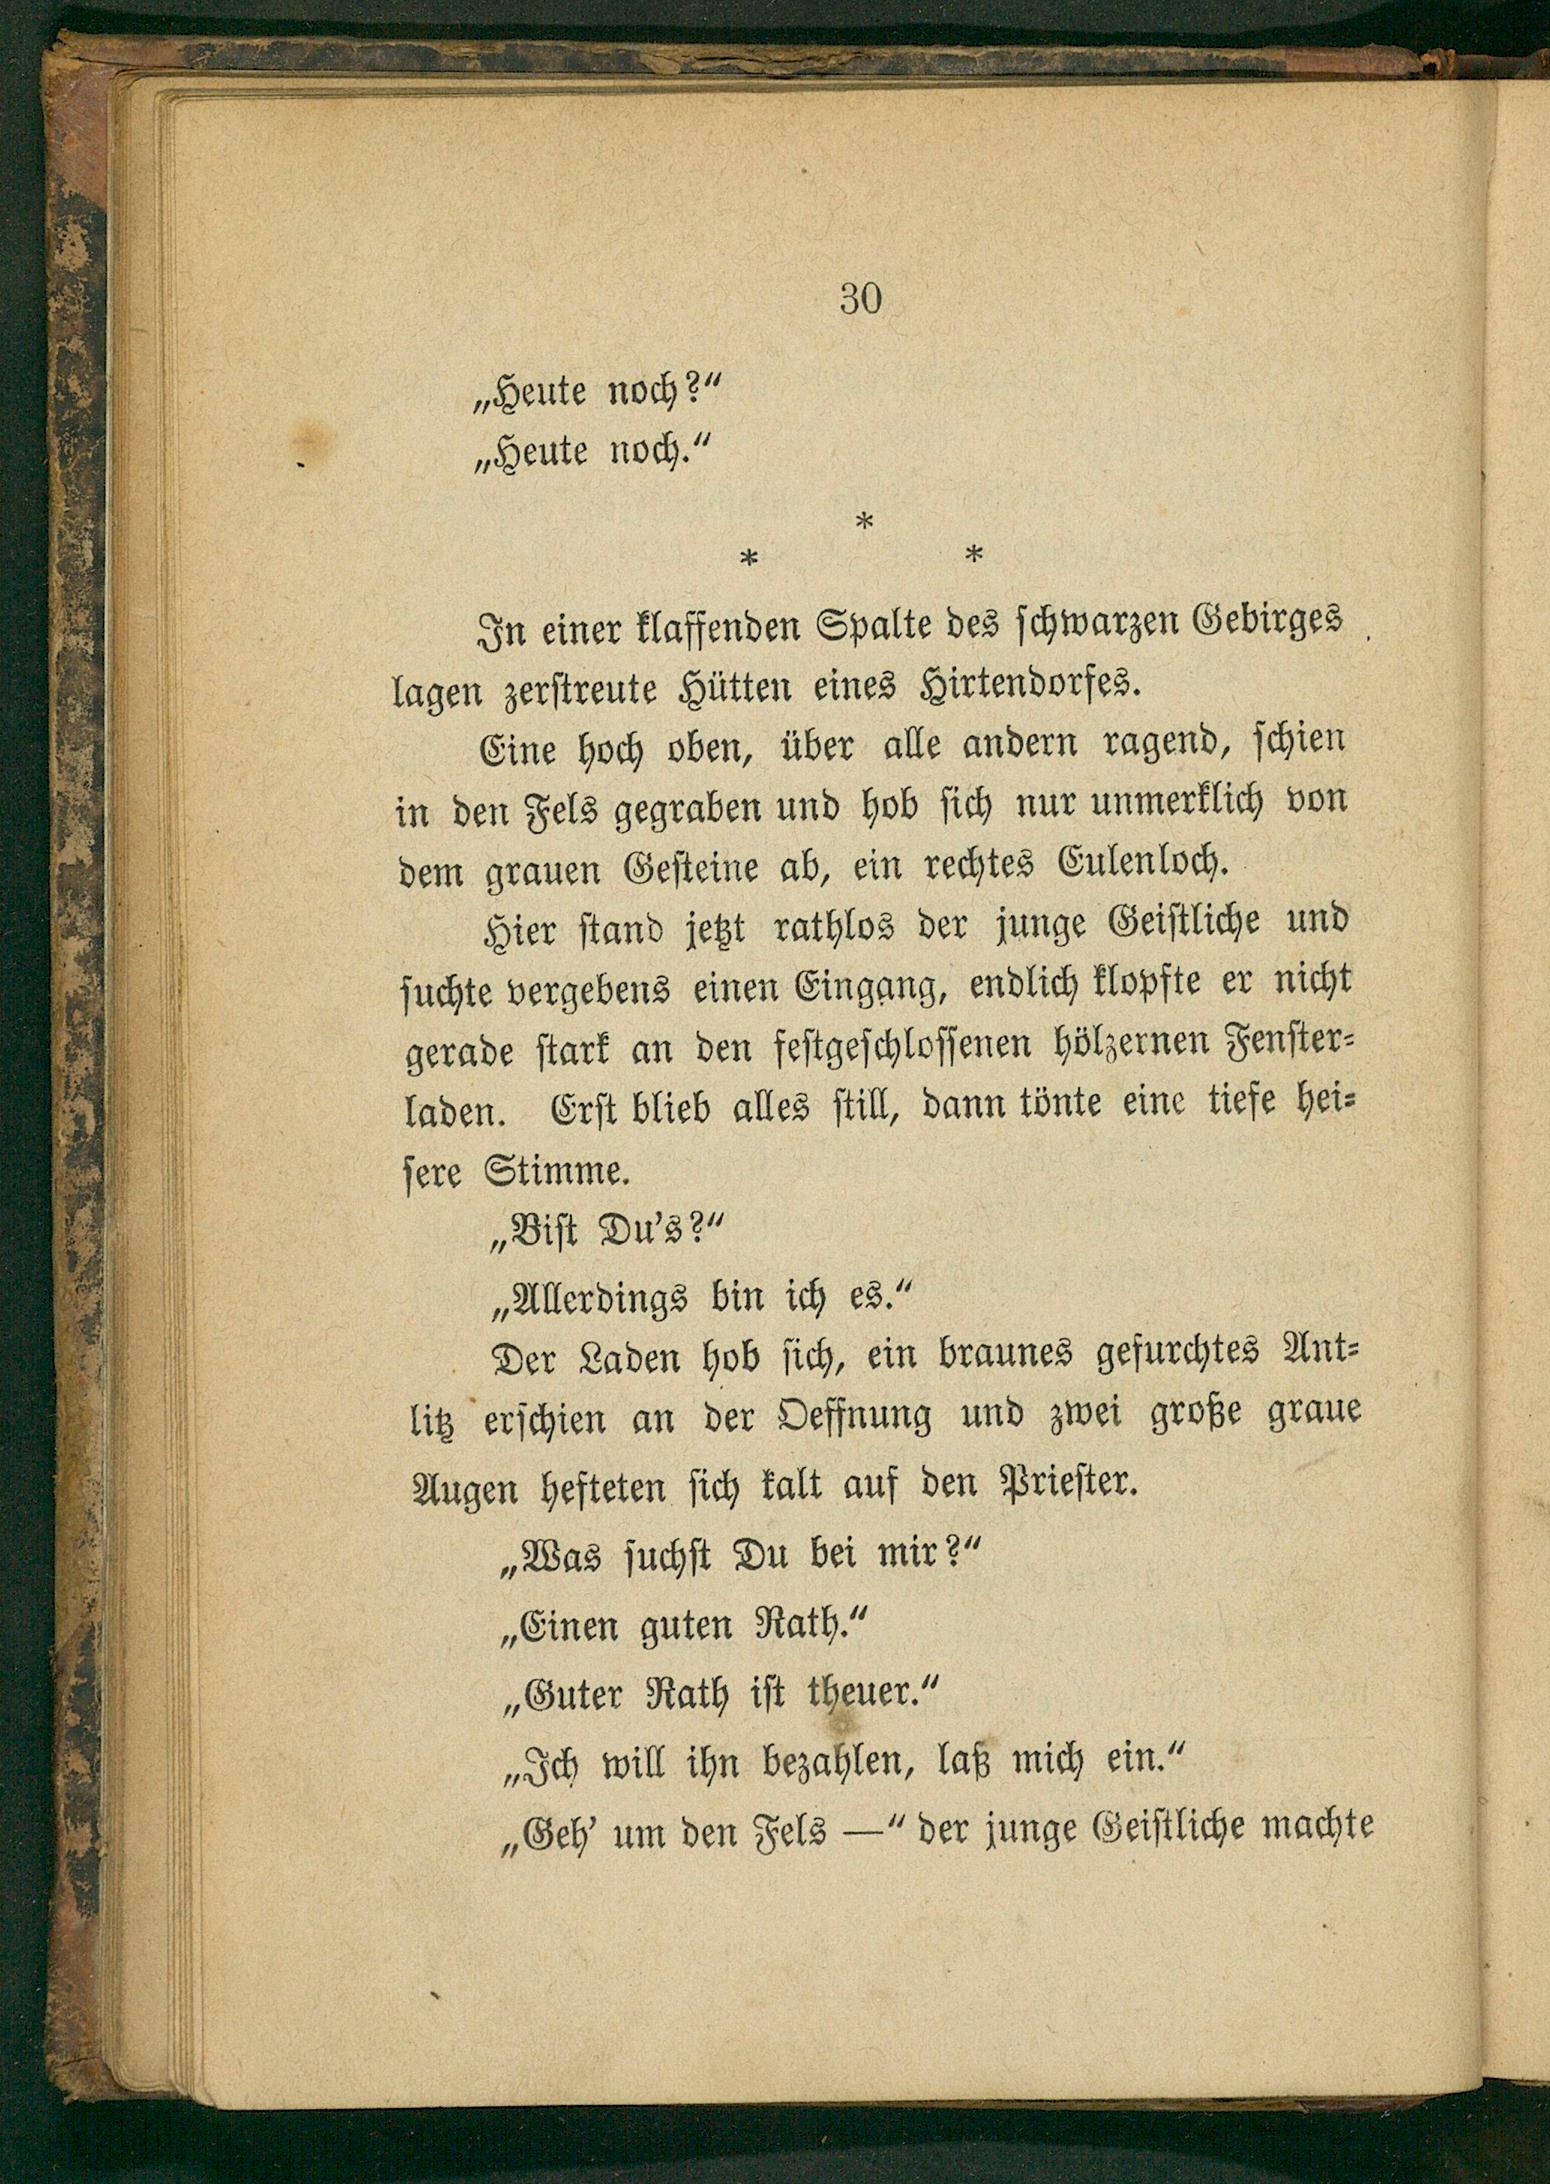 30
„Heute noch?“
„Heute noch.“
*
* *
In einer klaffenden Spalte des schwarzen Gebirges
lagen zerstreute Hütten eines Hirtendorfes.
Eine hoch oben, über alle andern ragend, schien
in den Fels gegraben und hob sich nur unmerklich von
dem grauen Gesteine ab, ein rechtes Eulenloch.
Hier stand jetzt rathlos der junge Geistliche und
suchte vergebens einen Eingang, endlich klopfte er nicht
gerade stark an den festgeschlossenen hölzernen Fenster-
laden. Erst blieb alles still, dann tönte eine tiefe hei-
sere Stimme.
„Bist Du's?“
„Allerdings bin ich es.“
Der Laden hob sich, ein braunes gefurchtes Ant-
litz erschien an der Oeffnung und zwei große graue
Augen hefteten sich kalt auf den Priester.
„Was suchst Du bei mir?“
„Einen guten Rath.“
„Guter Rath ist theuer.“
„Ich will ihn bezahlen, laß mich ein.“
„Geh' um den Fels —“ der junge Geistliche machte